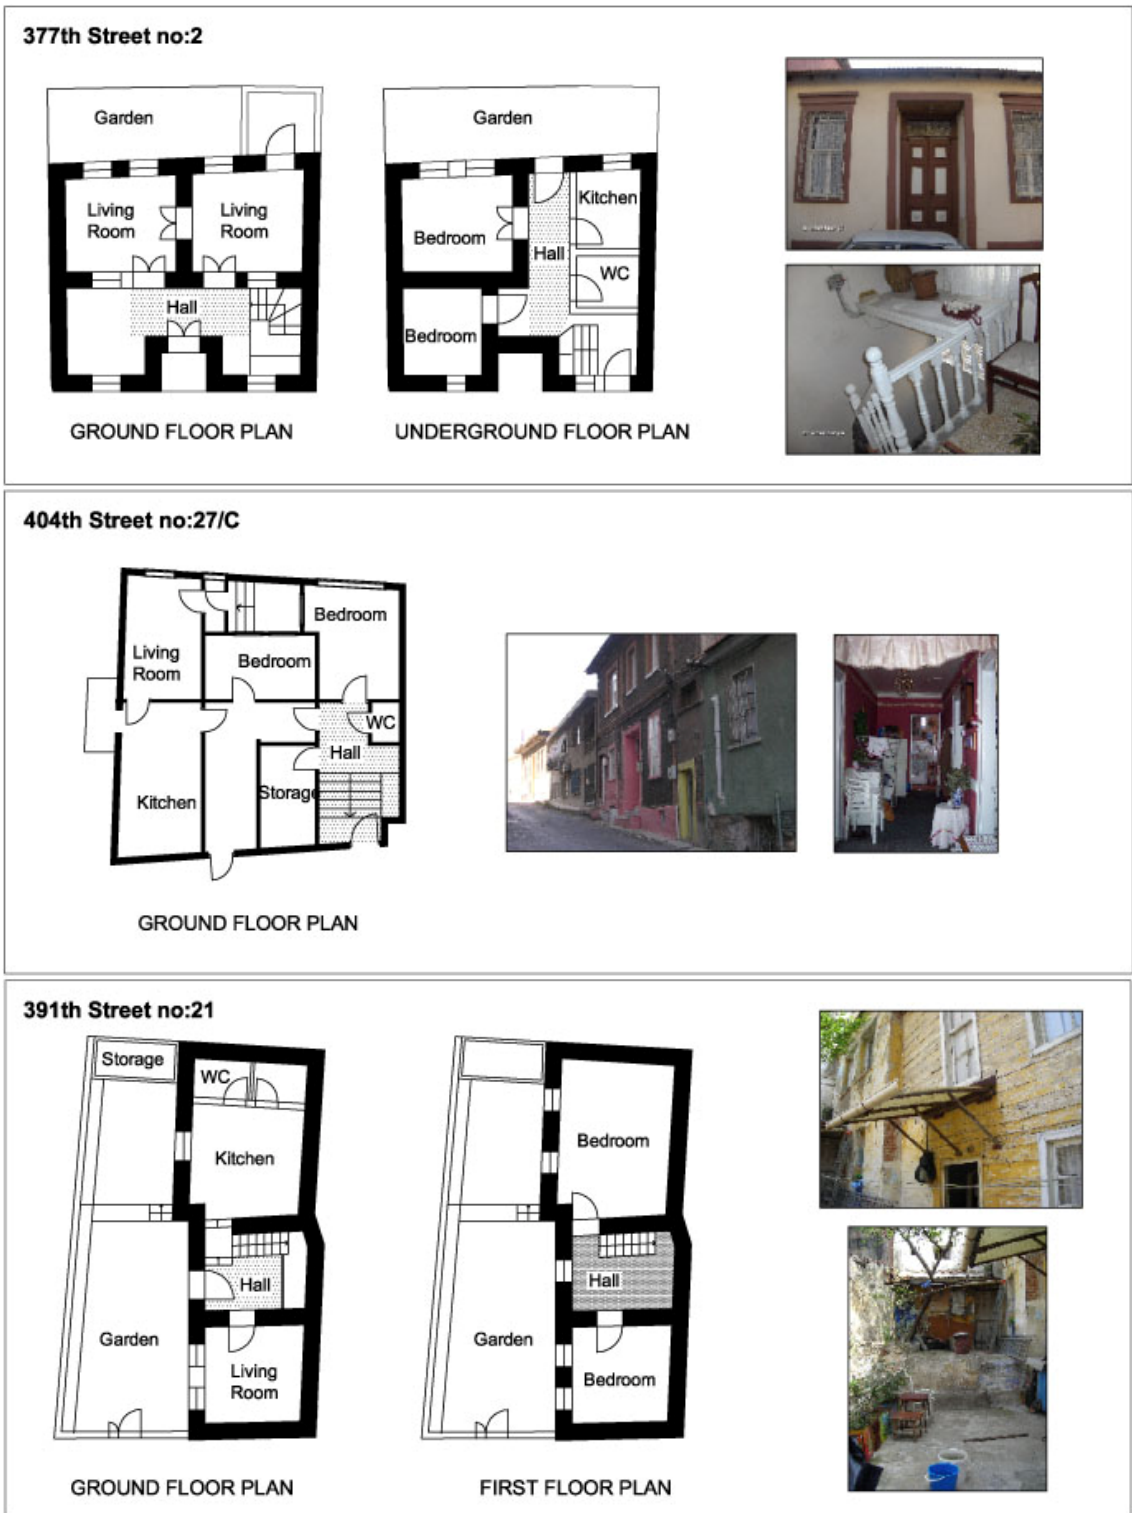 377th Street no:2
Garden
Living
Room
Living
Room
Hall
GROUND FLOOR PLAN
Garden
Kitchen
Bedroom
Hall
WC
Bedroom
UNDERGROUND FLOOR PLAN
404th Street no:27/C
Bedroom
Living
Room
Bedroom
WC
Hall
Kitchen
Storage
GROUND FLOOR PLAN
391th Street no:21
Storage
WC
Kitchen
Hall
Garden
Living
Room
GROUND FLOOR PLAN
Bedroom
Hall
Garden
Bedroom
FIRST FLOOR PLAN